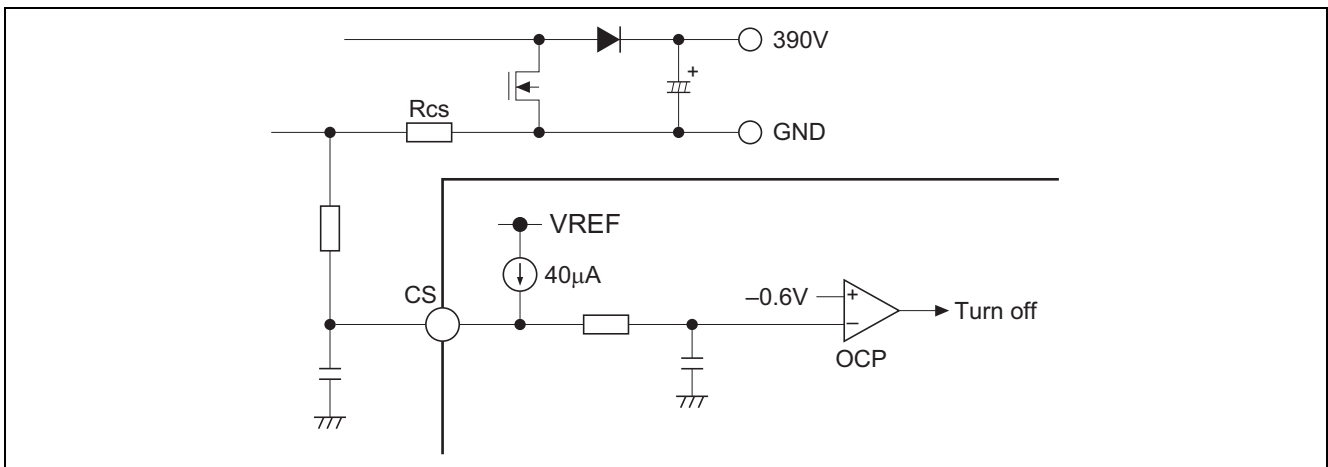 390V
Rcs
GND
VREF
40μA
CS
–0.6V
Turn off
OCP
+
+
–